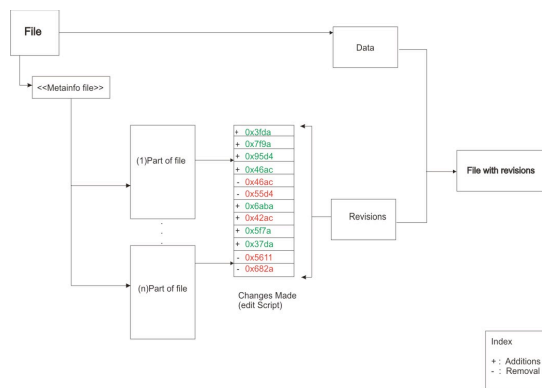 File
Data
<<Metainfo file>>
(1)Part of file
+ 0x3fda
+ 0x7f9a
+ 0x95d4
+ 0x46ac
- 0x46ac
- 0x55d4
+ 0x6aba
+ 0x42ac
+ 0x5f7a
+ 0x37da
- 0x5611
- 0x682a
File with revisions
Revisions
(n)Part of file
Changes Made
(edit Script)
Index
+ : Additions
- : Removal